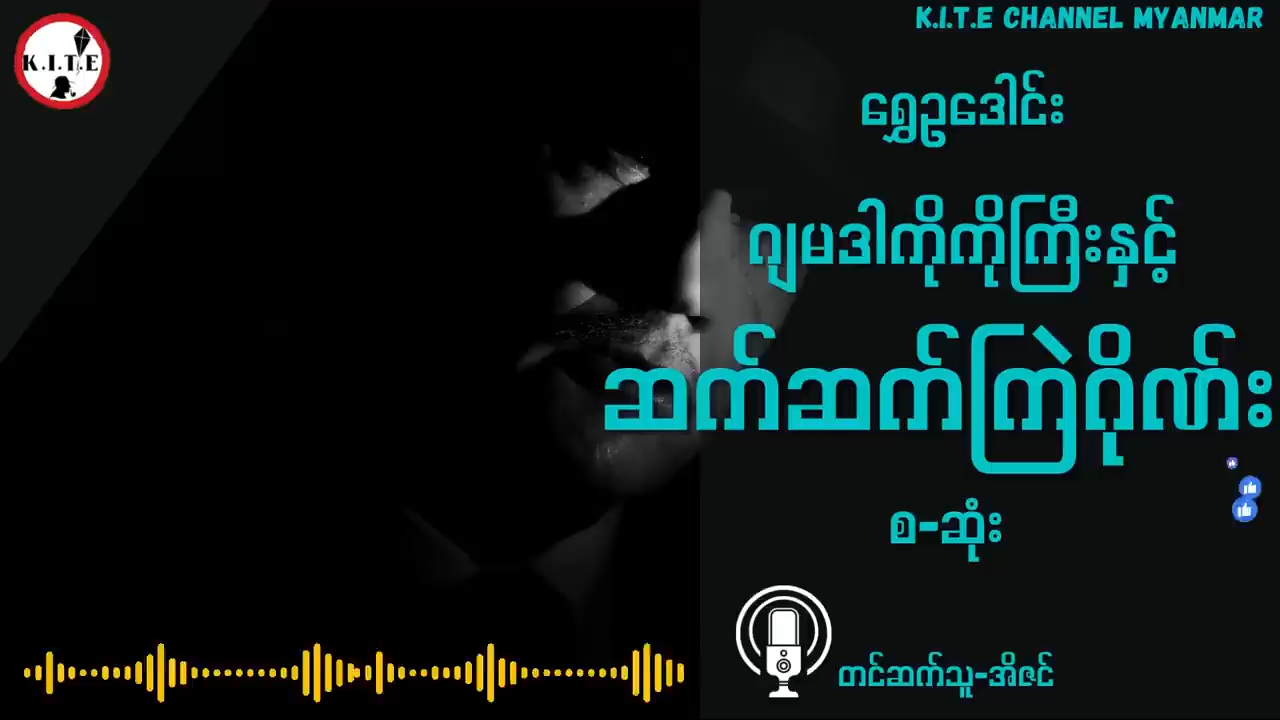 K.I.T.E CHANNEL MYANMAR
K.I.T.E
ရွှေဥဒေါင်း
ဂျမဒါကိုကိုကြီးနှင့်
ဆက်ဆက်ကြဲဂိုဏ်း
စ-ဆုံး
တင်ဆက်သူ-အိဇင်